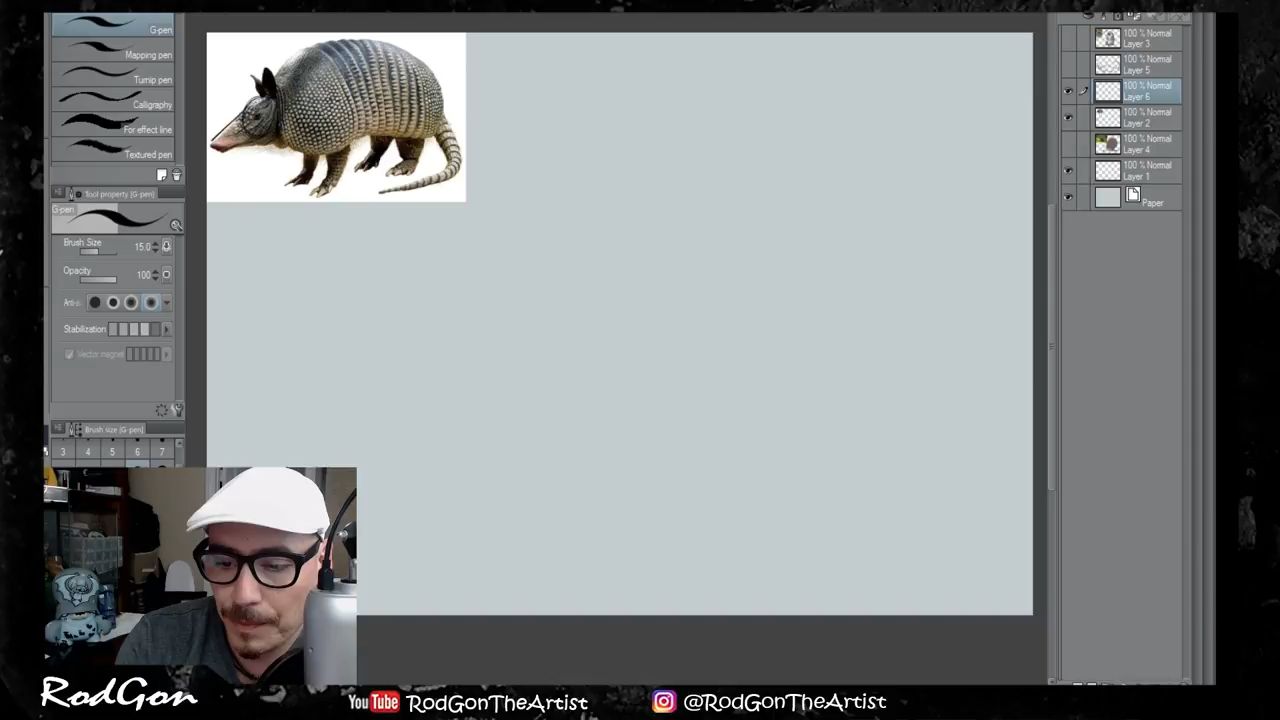 G-pen
Mapping pen
Turnip pen
Calligraphy
For effect line
Textured pen
Tool property [G-pen]
G-pen
Brush Size 15.0
Opacity 100
Anti-
Stabilization
Vector magnet
Brush size [G-pen]
3 4 5 6 7
100 % Normal
Layer 3
100 % Normal
Layer 5
100 % Normal
Layer 6
100 % Normal
Layer 2
100 % Normal
Layer 4
100 % Normal
Layer 1
Paper
RodGon
YouTube RodGonTheArtist
@RodGonTheArtist